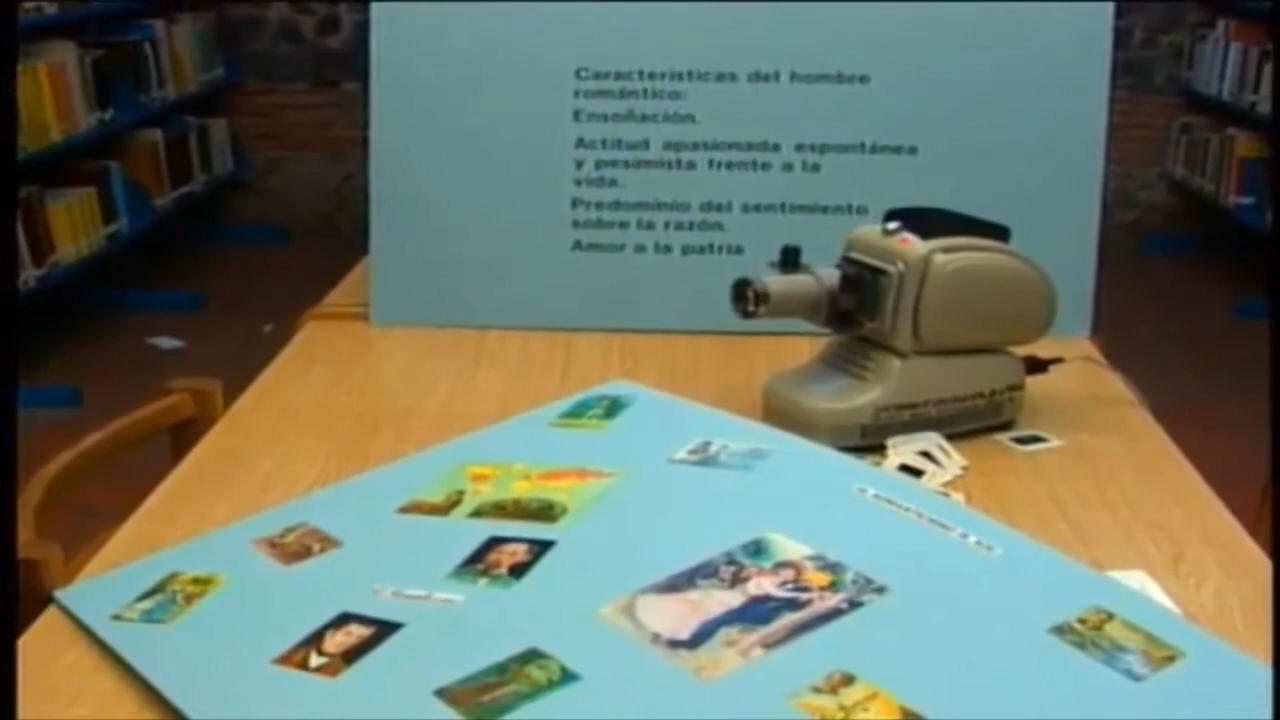 Características del hombre
romántico:
Ensoñación.
Actitud apasionada espontánea
y pesimista frente a la
vida.
Predominio del sentimiento
sobre la razón.
Amor a la patria